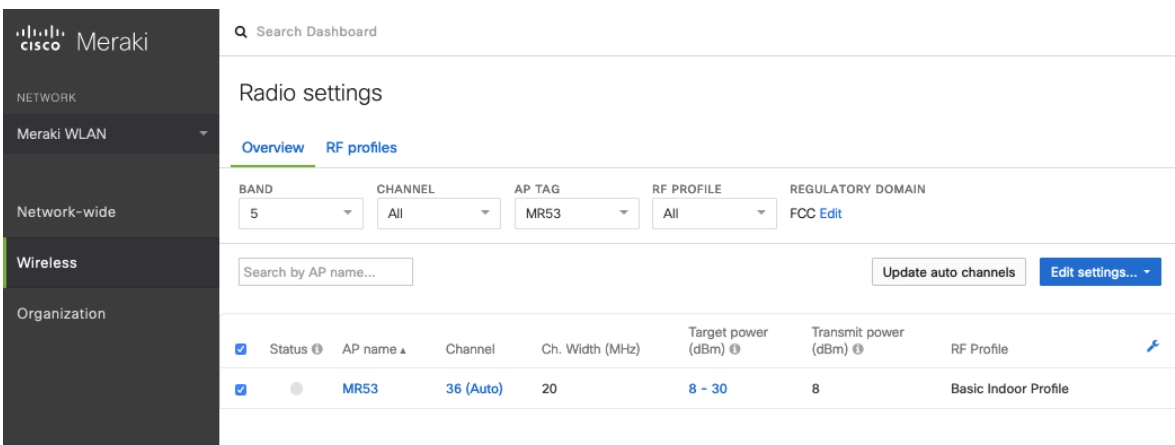 cisco Meraki
NETWORK
Meraki WLAN
Network-wide
Wireless
Organization
Search Dashboard
Radio settings
Overview RF profiles
BAND CHANNEL AP TAG RF PROFILE REGULATORY DOMAIN
5 All MR53 All FCC Edit
Search by AP name... Update auto channels Edit settings...
Status AP name Channel Ch. Width (MHz) Target power (dBm) Transmit power (dBm) RF Profile
MR53 36 (Auto) 20 8 - 30 8 Basic Indoor Profile